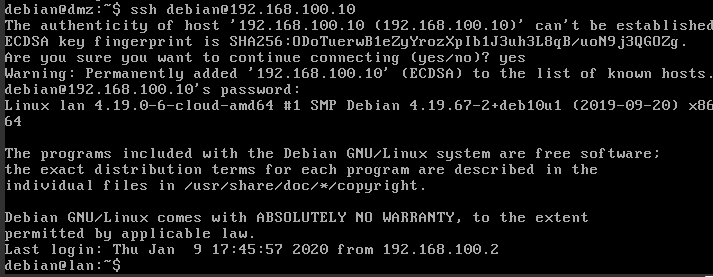 debian@dmz:~$ ssh debian@192.168.100.10
The authenticity of host '192.168.100.10 (192.168.100.10)' can't be established
ECDSA key fingerprint is SHA256:ODoTuerwB1eZyYrozXpIb1J3uh3L8qB/uoN9j3QGOZg.
Are you sure you want to continue connecting (yes/no)? yes
Warning: Permanently added '192.168.100.10' (ECDSA) to the list of known hosts.
debian@192.168.100.10's password:
Linux lan 4.19.0-6-cloud-amd64 #1 SMP Debian 4.19.67-2+deb10u1 (2019-09-20) x86
64
The programs included with the Debian GNU/Linux system are free software;
the exact distribution terms for each program are described in the
individual files in /usr/share/doc/*/copyright.
Debian GNU/Linux comes with ABSOLUTELY NO WARRANTY, to the extent
permitted by applicable law.
Last login: Thu Jan  9 17:45:57 2020 from 192.168.100.2
debian@lan:~$